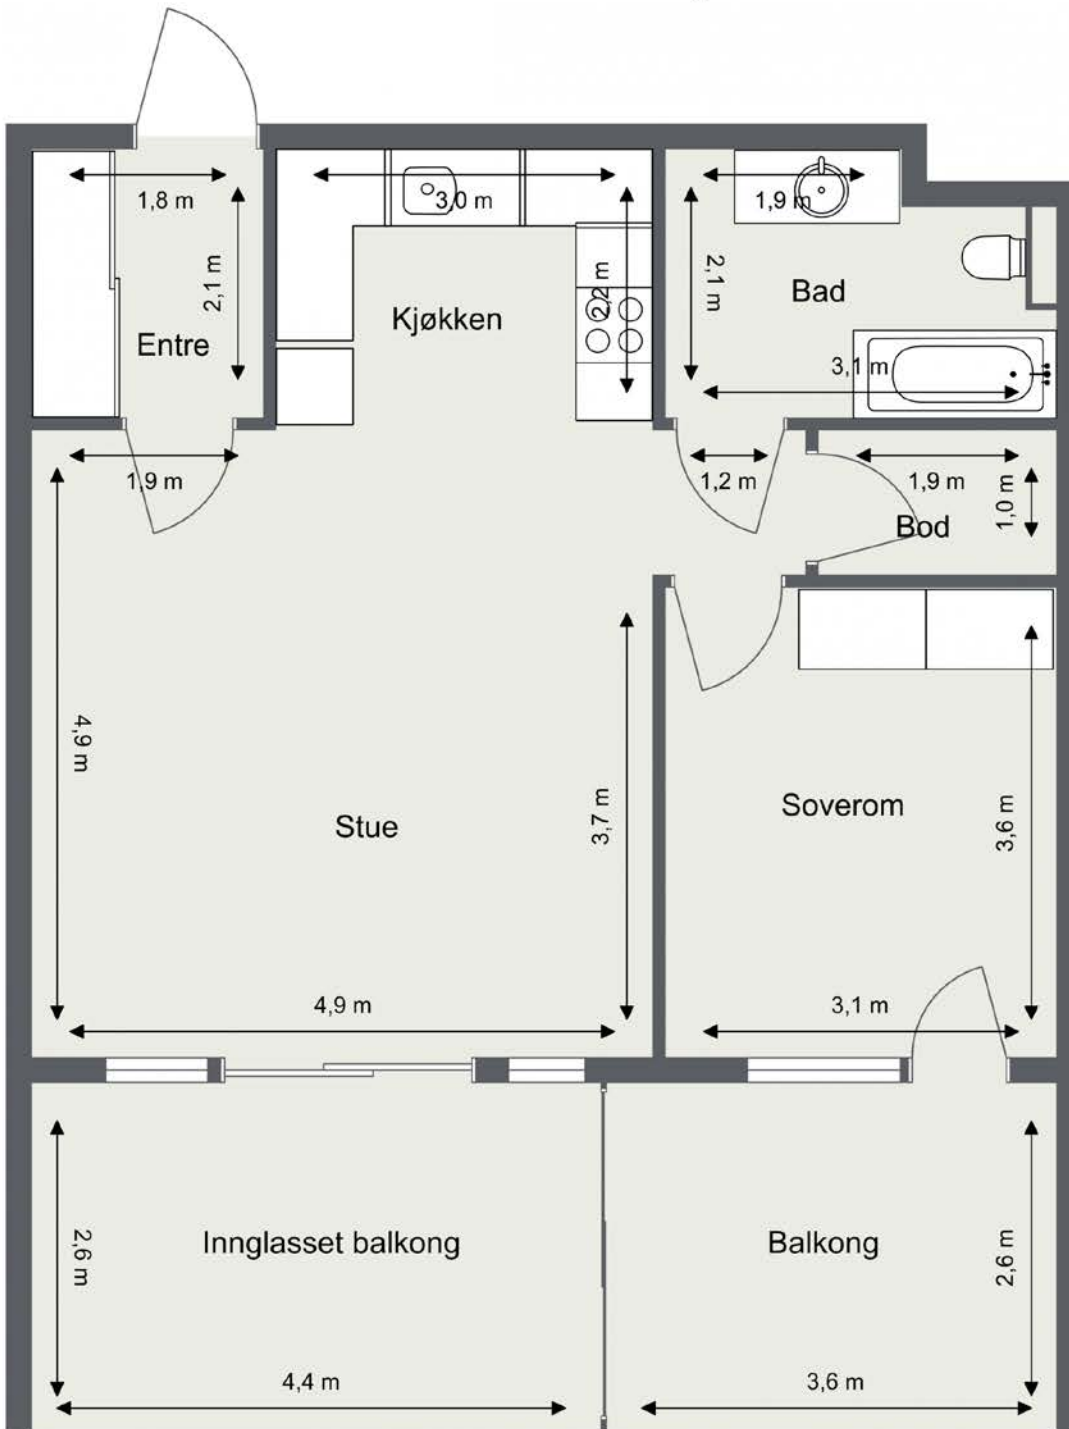 1,8 m
3,0 m
1,9 m
2,1 m
2,2 m
2,1 m
Bad
Kjøkken
Entre
3,1 m
1,9 m
1,2 m
1,9 m
1,0 m
Bod
4,9 m
3,7 m
Soverom
3,6 m
Stue
4,9 m
3,1 m
2,6 m
Innglasset balkong
Balkong
2,6 m
4,4 m
3,6 m